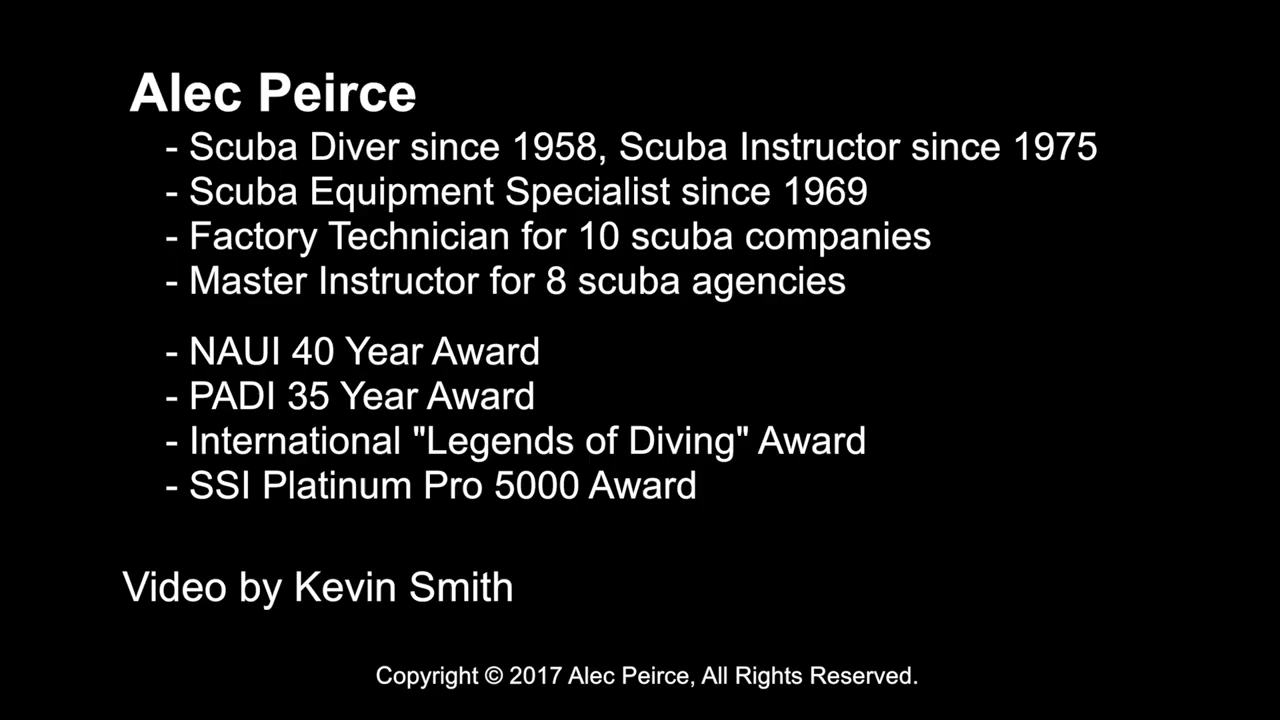 Alec Peirce
- Scuba Diver since 1958, Scuba Instructor since 1975
- Scuba Equipment Specialist since 1969
- Factory Technician for 10 scuba companies
- Master Instructor for 8 scuba agencies
- NAUI 40 Year Award
- PADI 35 Year Award
- International "Legends of Diving" Award
- SSI Platinum Pro 5000 Award
Video by Kevin Smith
Copyright © 2017 Alec Peirce, All Rights Reserved.